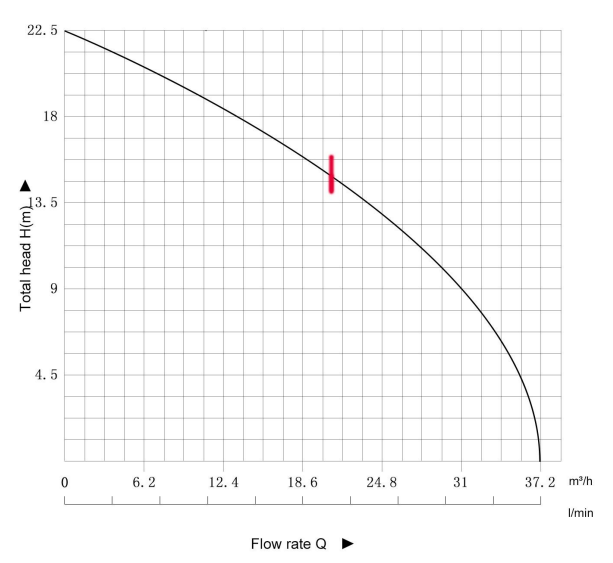 22.5
18
13.5
9
4.5
Total head H(m) ▲
0 6.2 12.4 18.6 24.8 31 37.2 m³/h
l/min
Flow rate Q ►